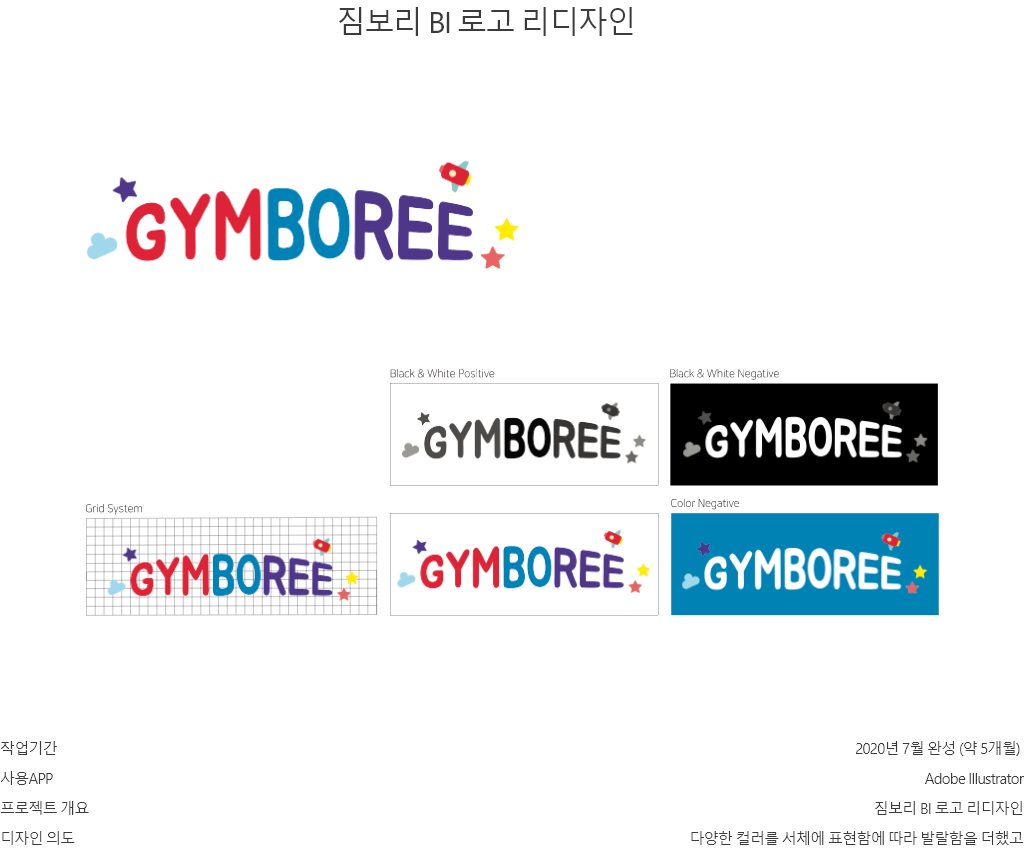 짐보리 BI 로고 리디자인
GYMBOREE
Black & White Positive
Black & White Negative
GYMBOREE
GYMBOREE
Grid System
Color Negative
GYMBOREE
GYMBOREE
GYMBOREE
작업기간 2020년 7월 완성 (약 5개월)
사용APP Adobe Illustrator
프로젝트 개요 짐보리 BI 로고 리디자인
디자인 의도 다양한 컬러를 서체에 표현함에 따라 발랄함을 더했고